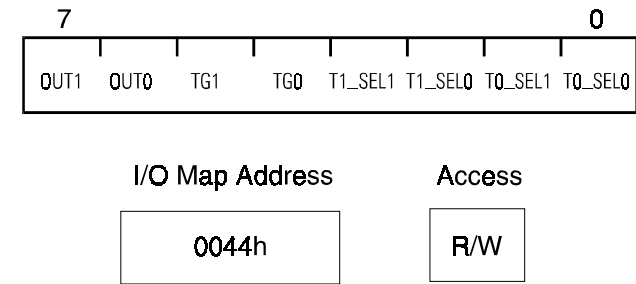 7 0
OUT1 OUT0 TG1 TG0 T1_SEL1 T1_SEL0 T0_SEL1 T0_SEL0
I/O Map Address Access
0044h R/W